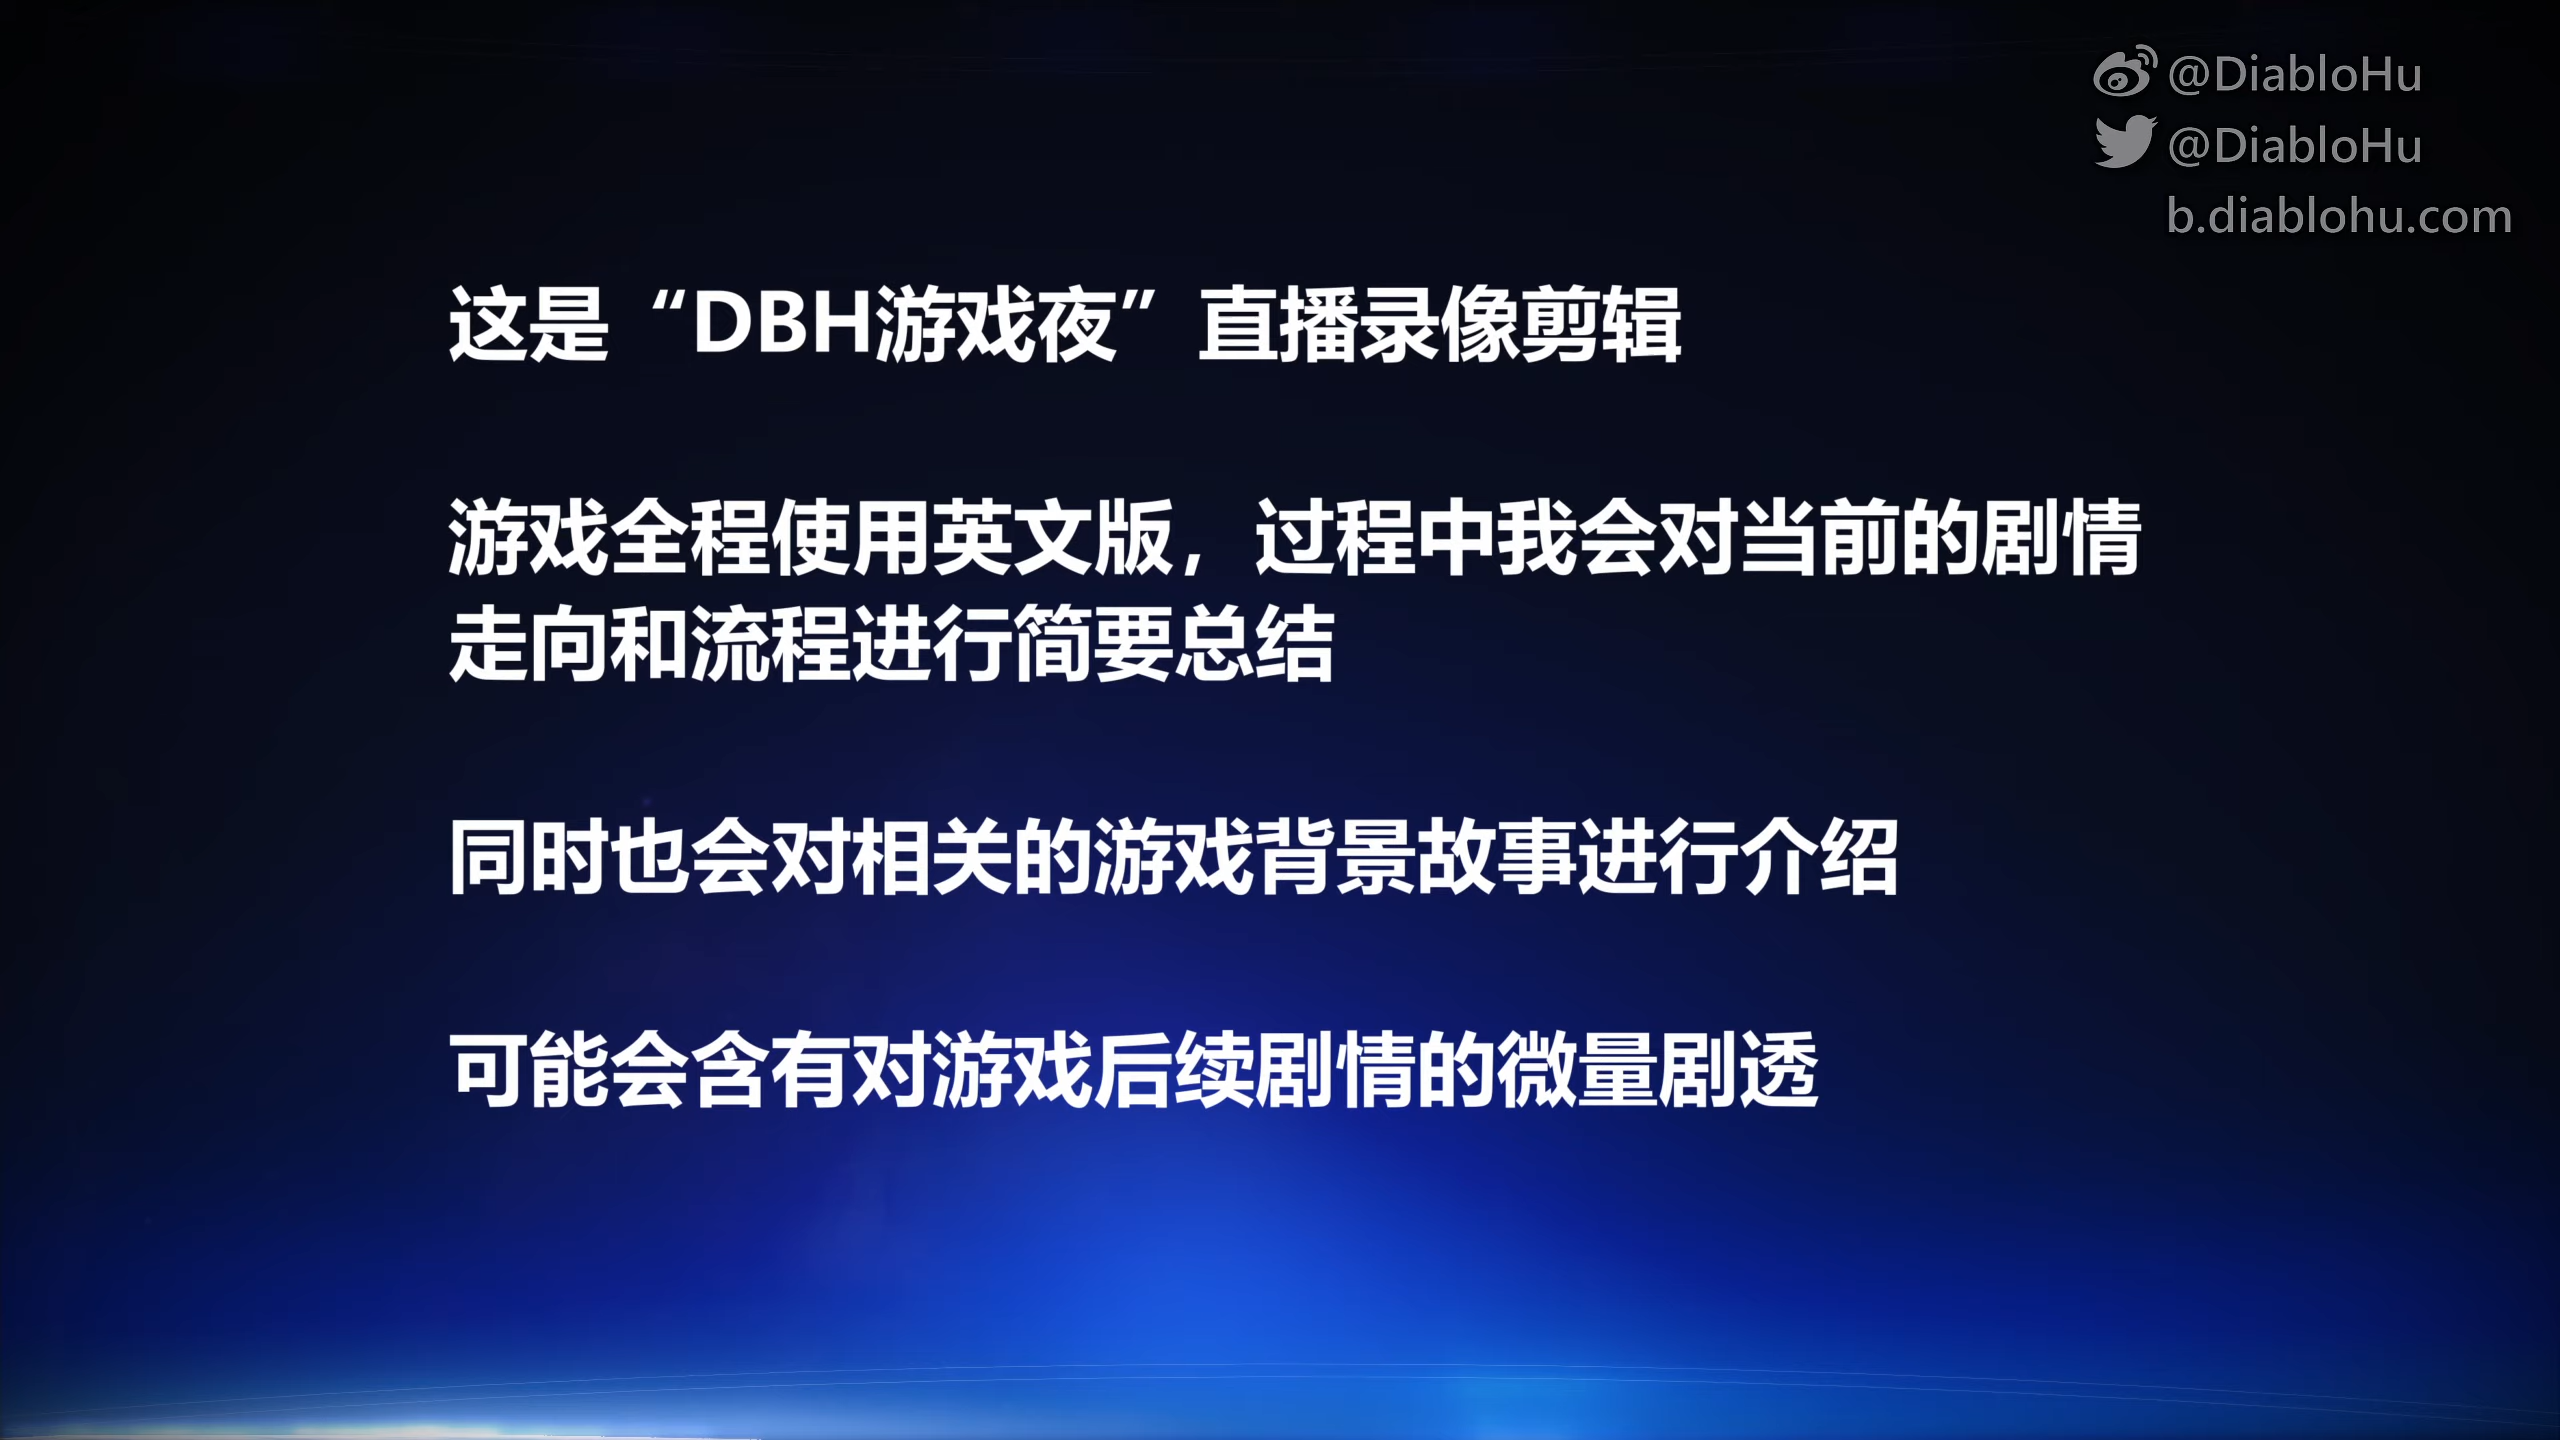 @DiabloHu
@DiabloHu
b.diablohu.com
这是“DBH游戏夜”直播录像剪辑
游戏全程使用英文版，过程中我会对当前的剧情
走向和流程进行简要总结
同时也会对相关的游戏背景故事进行介绍
可能会含有对游戏后续剧情的微量剧透